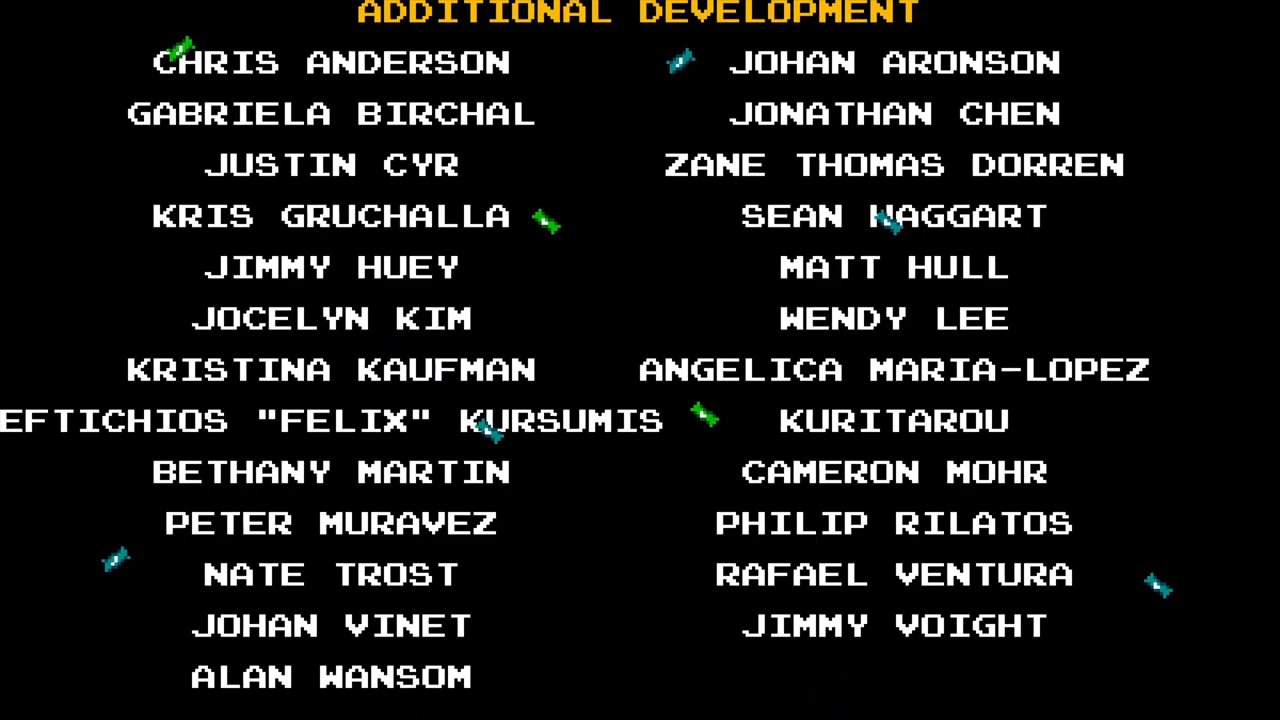 ADDITIONAL DEVELOPMENT
CHRIS ANDERSON JOHAN ARONSON
GABRIELA BIRCHAL JONATHAN CHEN
JUSTIN CYR ZANE THOMAS DORREN
KRIS GRUCHALLA SEAN HAGGART
JIMMY HUEY MATT HULL
JOCELYN KIM WENDY LEE
KRISTINA KAUFMAN ANGELICA MARIA-LOPEZ
EFTICHIOS "FELIX" KURSUMIS KURITAROU
BETHANY MARTIN CAMERON MOHR
PETER MURAVEZ PHILIP RILATOS
NATE TROST RAFAEL VENTURA
JOHAN VINET JIMMY VOIGHT
ALAN WANSOM